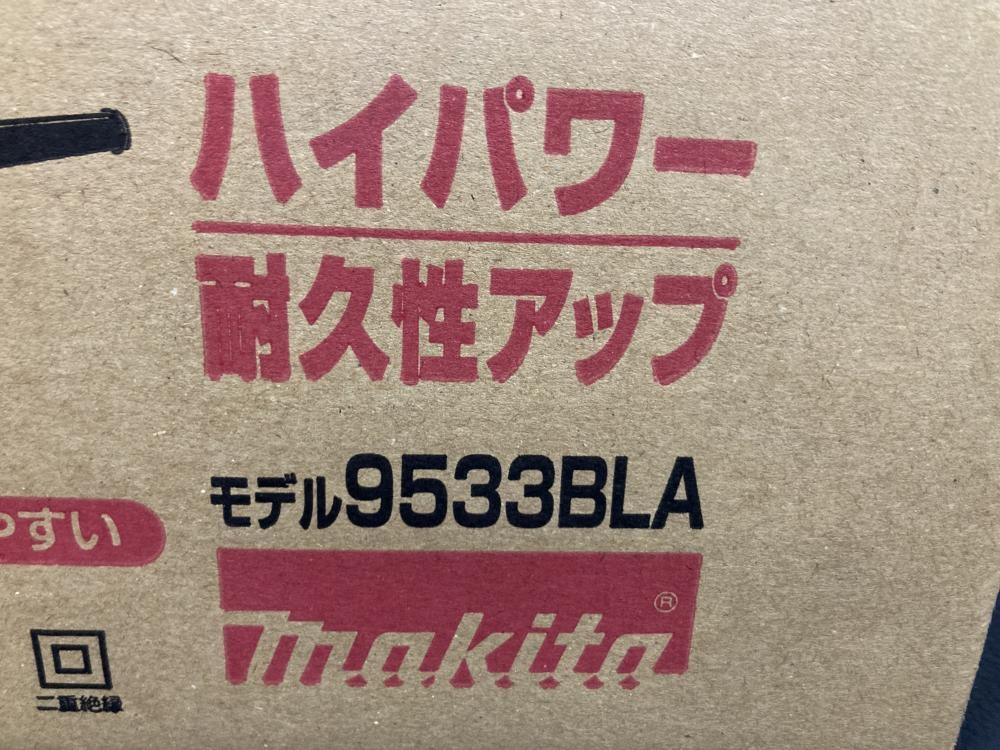 ハイパワー
耐久性アップ
モデル9533BLA
やすい
makita®
二重絶縁